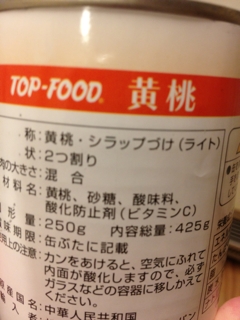 TOP-FOOD. 黄桃
称:黄桃・シラップづけ(ライト)
状:2つ割り
肉の大きさ:混 合
材料名:黄桃、砂糖、酸味料、
酸化防止剤(ビタミンC)
形量:250g 内容総量:425g
味期限:缶ぶたに記載
使用上の注意:カンをあけると、空気にふれて
内面が酸化しますので、必ず
ガラスなどの容器に移しかえて
ください。
:中華人民共和国